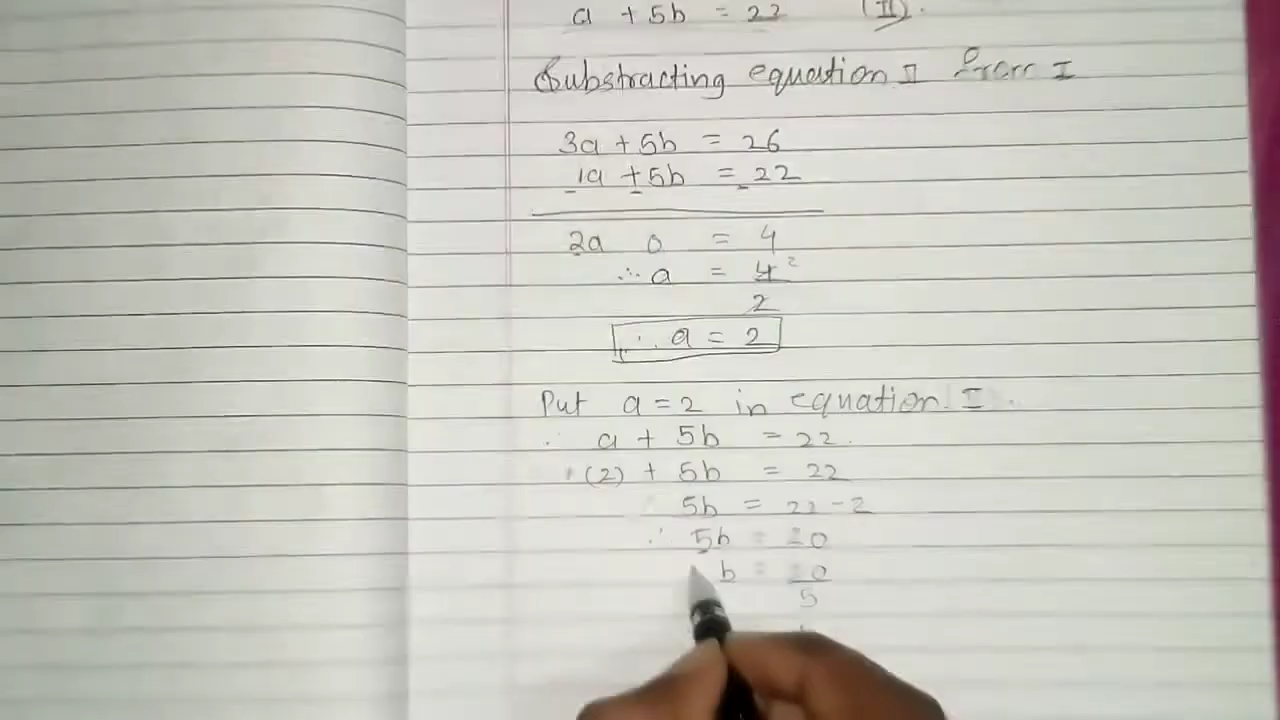 a + 5b = 22 (II).
Substracting equation II from I
3a + 5b = 26
1a + 5b = 22
- - -
2a 0 = 4
∴ a = 4 2
2
∴ a = 2
Put a = 2 in equation I.
∴ a + 5b = 22.
(2) + 5b = 22
5b = 22 - 2
∴ 5b = 20
b = 20
5